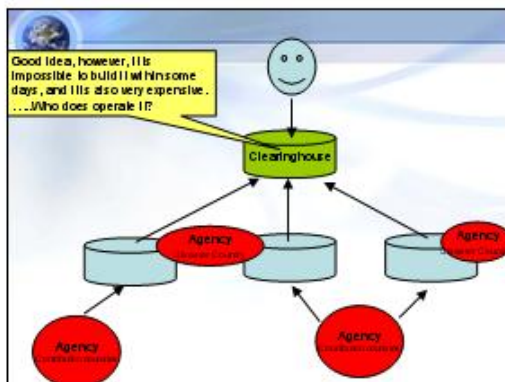 Good idea, however, it is
impossible to build it within some
days, and it is also very expensive.
.....Who does operate it?
Clearinghouse
Agency
Agency
Agency
Agency